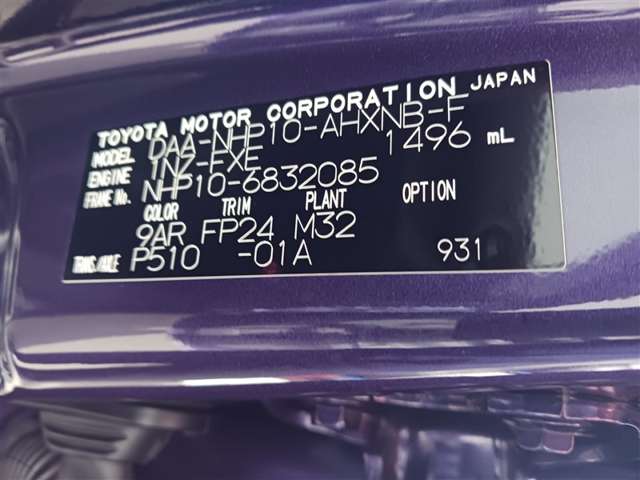 TOYOTA MOTOR CORPORATION JAPAN
MODEL DAA-NHP10-AHXNB-F
ENGINE 1NZ-FXE 1496 mL
FRAME No. NHP10-6832085
COLOR TRIM PLANT OPTION
9AR FP24 M32
TRANS./AXLE P510 -01A 931